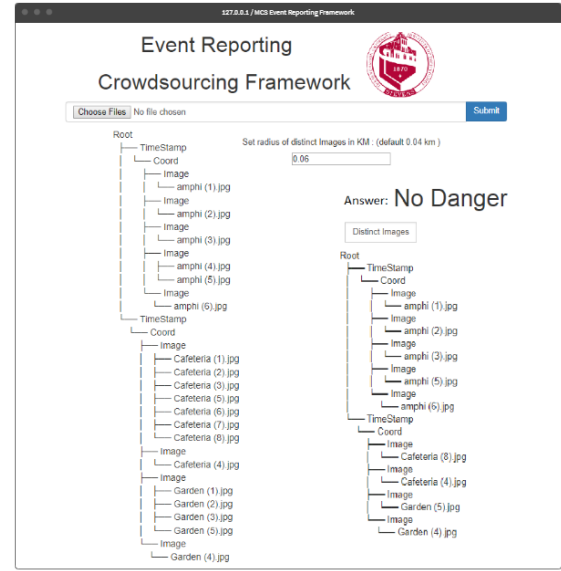 127.0.0.1 / MCS Event Reporting Framework
Event Reporting
Crowdsourcing Framework
1870
STEVENS
Choose Files No file chosen
Submit
Root
TimeStamp
Coord
Image
amphi (1).jpg
Image
amphi (2).jpg
Image
amphi (3).jpg
Image
amphi (4).jpg
amphi (5).jpg
Image
amphi (6).jpg
TimeStamp
Coord
Image
Cafeteria (1).jpg
Cafeteria (2).jpg
Cafeteria (3).jpg
Cafeteria (5).jpg
Cafeteria (6).jpg
Cafeteria (7).jpg
Cafeteria (8).jpg
Image
Cafeteria (4).jpg
Image
Garden (1).jpg
Garden (2).jpg
Garden (3).jpg
Garden (5).jpg
Image
Garden (4).jpg
Set radius of distinct Images in KM : (default 0.04 km )
0.06
Answer: No Danger
Distinct Images
Root
TimeStamp
Coord
Image
amphi (1).jpg
Image
amphi (2).jpg
Image
amphi (3).jpg
Image
amphi (5).jpg
Image
amphi (6).jpg
TimeStamp
Coord
Image
Cafeteria (8).jpg
Image
Cafeteria (4).jpg
Image
Garden (5).jpg
Image
Garden (4).jpg